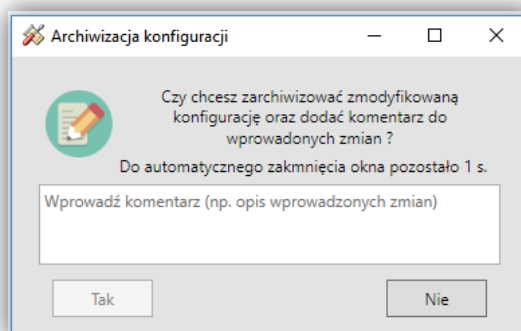 Archiwizacja konfiguracji
Czy chcesz zarchiwizować zmodyfikowaną
konfigurację oraz dodać komentarz do
wprowadzonych zmian ?
Do automatycznego zakmnięcia okna pozostało 1 s.
Wprowadź komentarz (np. opis wprowadzonych zmian)
Tak
Nie